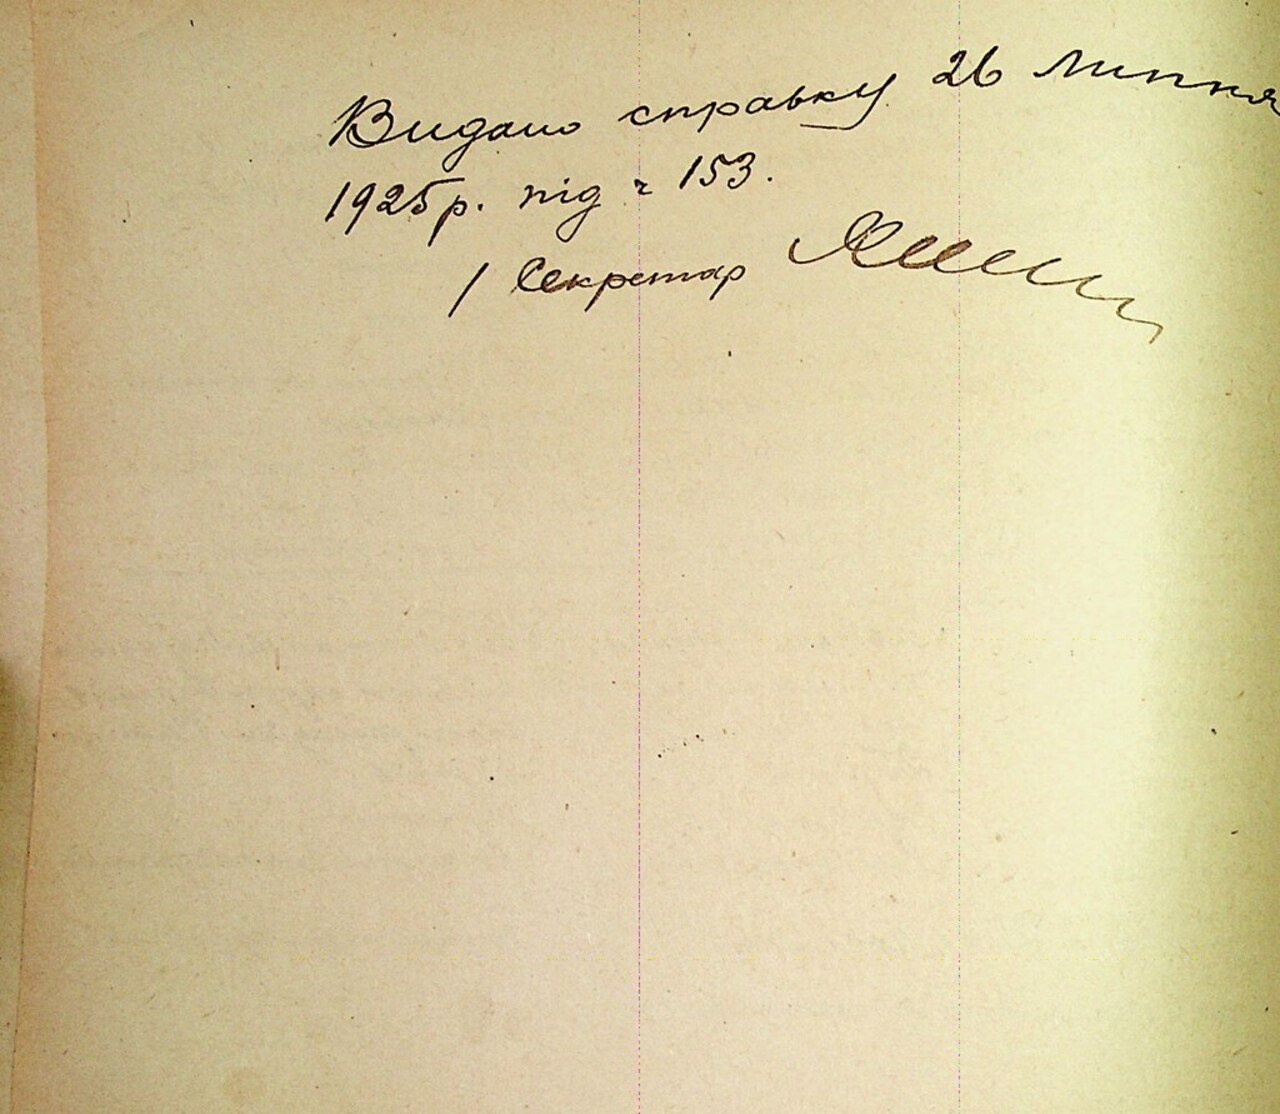 Видано справку 26 липня
1925р. під ч 153.
/ Секретар